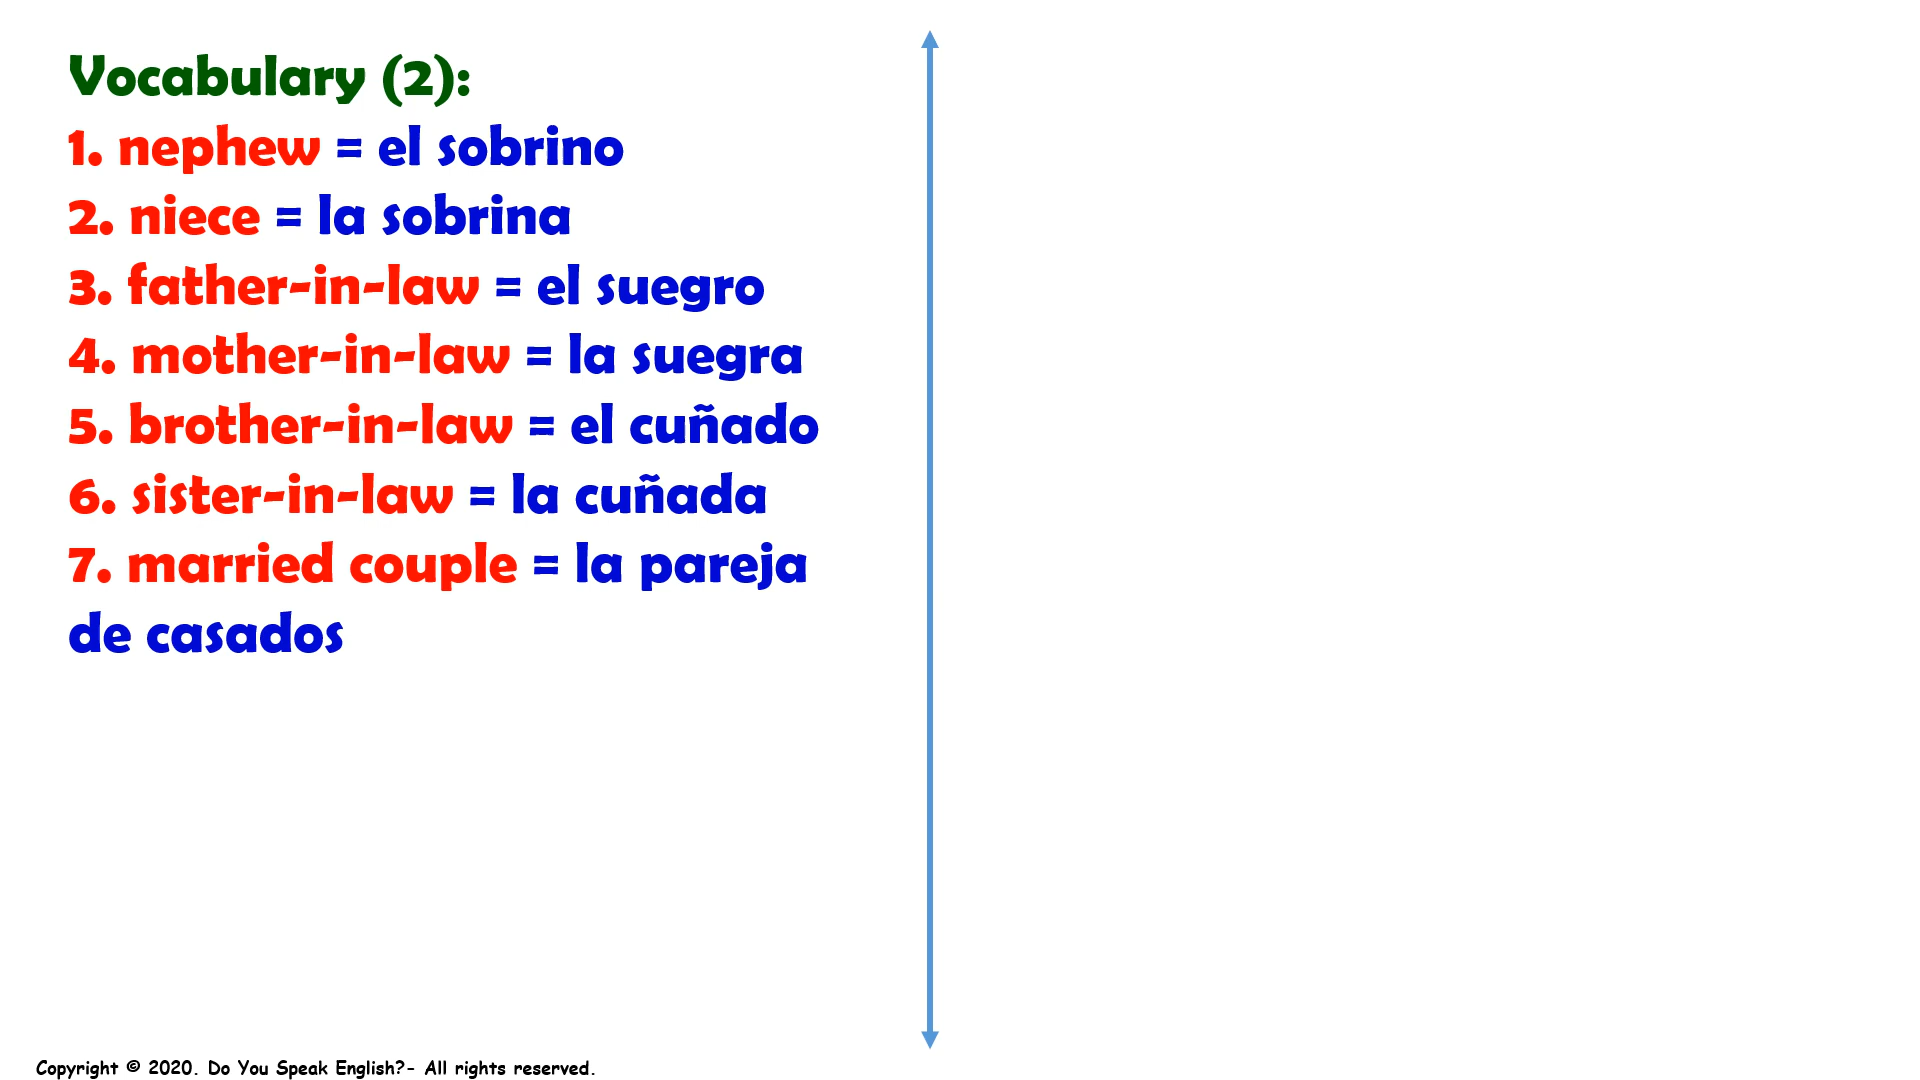 Vocabulary (2):
1. nephew = el sobrino
2. niece = la sobrina
3. father-in-law = el suegro
4. mother-in-law = la suegra
5. brother-in-law = el cuñado
6. sister-in-law = la cuñada
7. married couple = la pareja
de casados
Copyright © 2020. Do You Speak English?- All rights reserved.